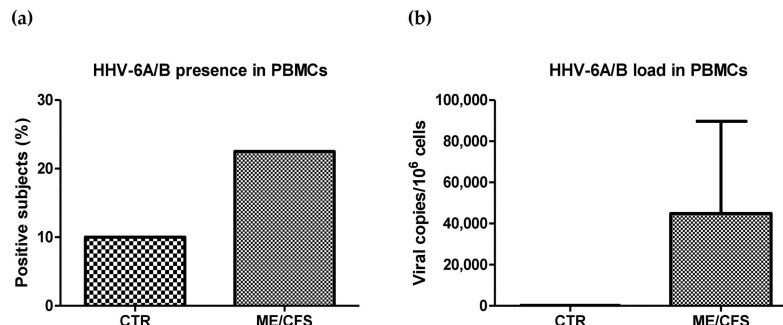 (a)
HHV-6A/B presence in PBMCs
Positive subjects (%)
30
20
10
0
CTR
ME/CFS
(b)
HHV-6A/B load in PBMCs
Viral copies/10⁶ cells
100,000
80,000
60,000
40,000
20,000
0
CTR
ME/CFS